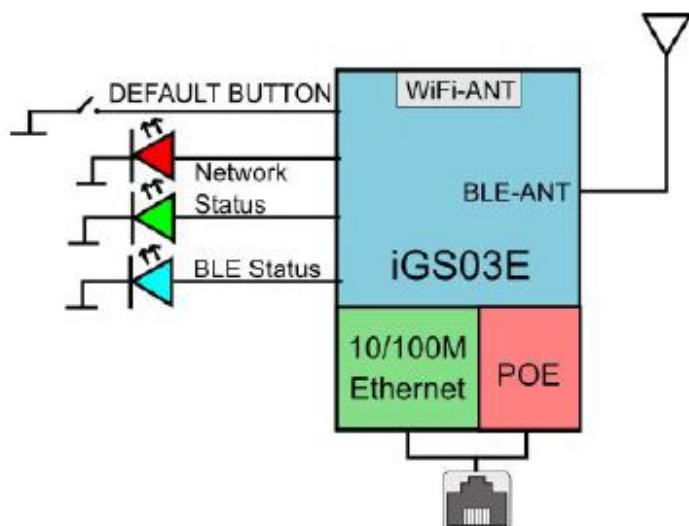 DEFAULT BUTTON
WiFi-ANT
Network
Status
BLE-ANT
BLE Status
iGS03E
10/100M
Ethernet
POE